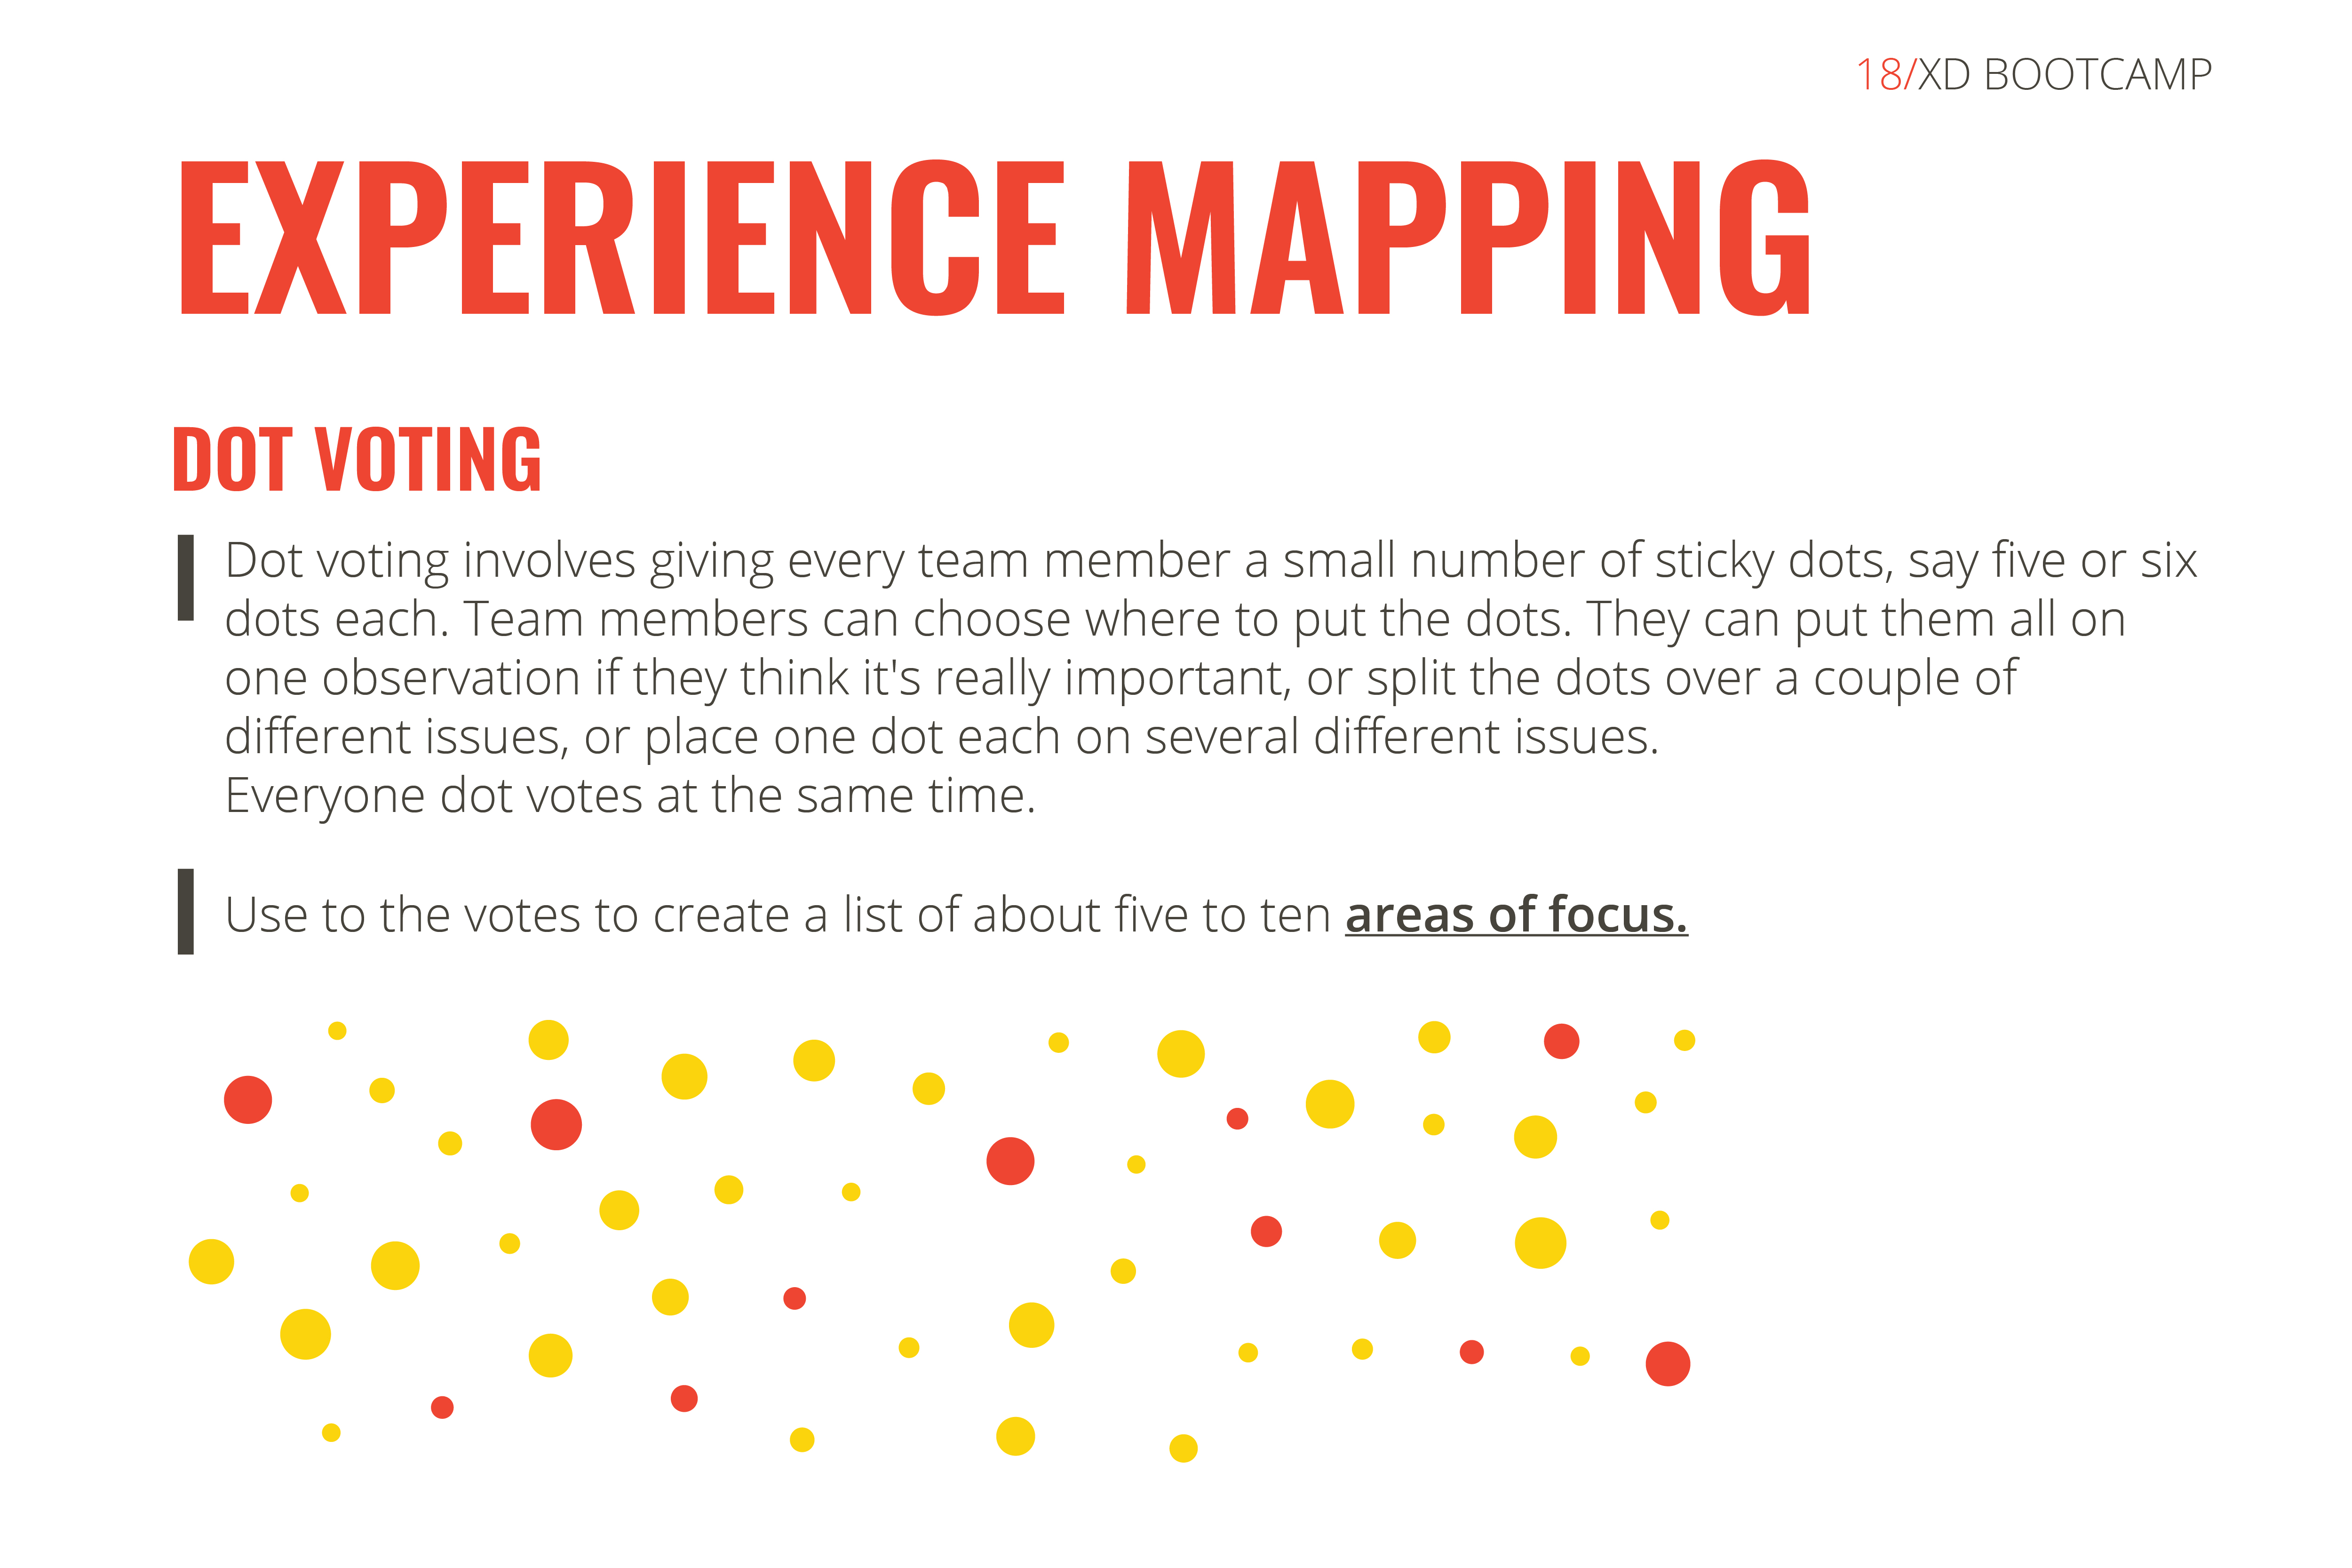 18/XD BOOTCAMP
EXPERIENCE MAPPING
DOT VOTING
Dot voting involves giving every team member a small number of sticky dots, say five or six
dots each. Team members can choose where to put the dots. They can put them all on
one observation if they think it's really important, or split the dots over a couple of
different issues, or place one dot each on several different issues.
Everyone dot votes at the same time.
Use to the votes to create a list of about five to ten areas of focus.